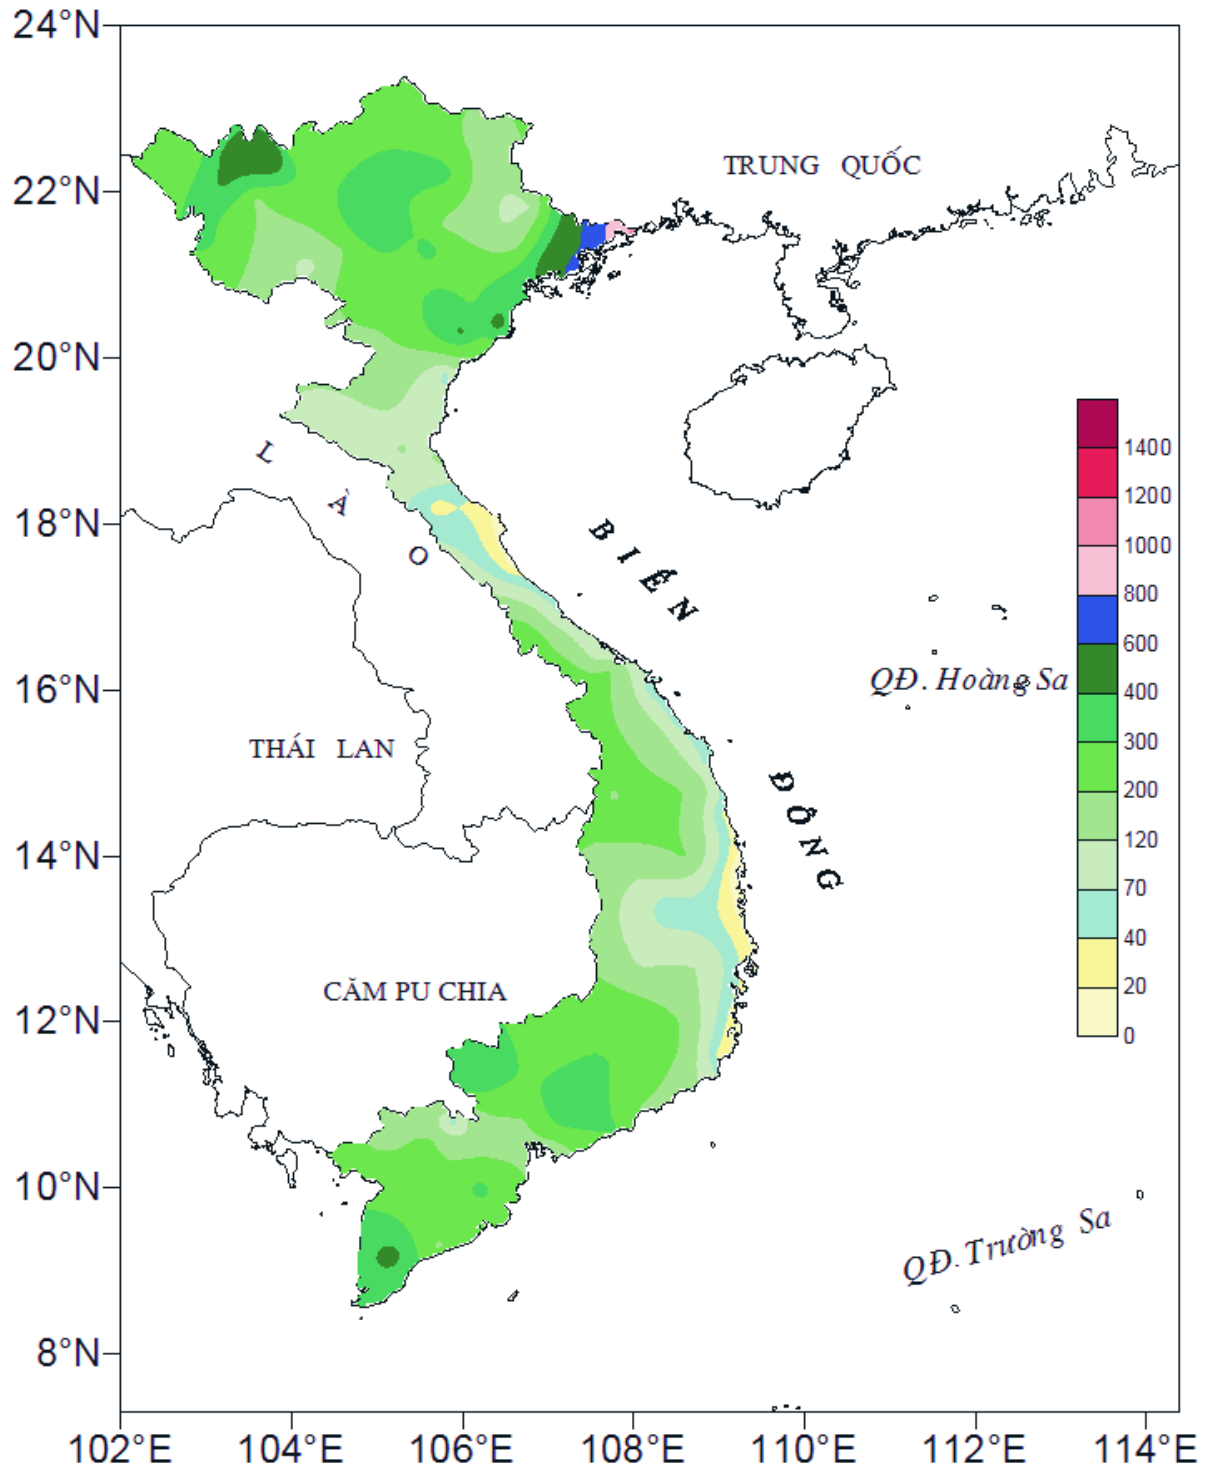 24°N
TRUNG QUỐC
22°N
20°N
1400
L
1200
À
18°N
BIỂN
1000
O
800
600
QĐ. Hoàng Sa
16°N
400
THÁI LAN
300
ĐÔNG
200
14°N
120
70
40
CĂM PU CHIA
20
12°N
0
10°N
QĐ. Trường Sa
8°N
102°E 104°E 106°E 108°E 110°E 112°E 114°E